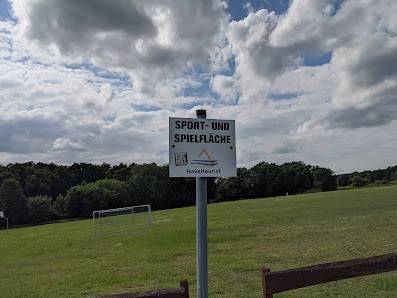 SPORT- UND
SPIELFLÄCHE
Haveltourist